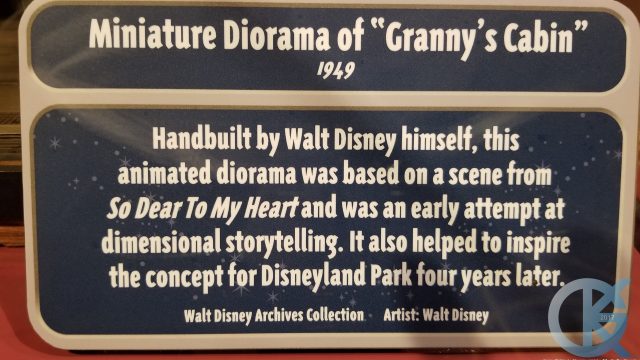 Miniature Diorama of “Granny’s Cabin”
1949
Handbuilt by Walt Disney himself, this
animated diorama was based on a scene from
So Dear To My Heart and was an early attempt at
dimensional storytelling. It also helped to inspire
the concept for Disneyland Park four years later.
Walt Disney Archives Collection Artist: Walt Disney